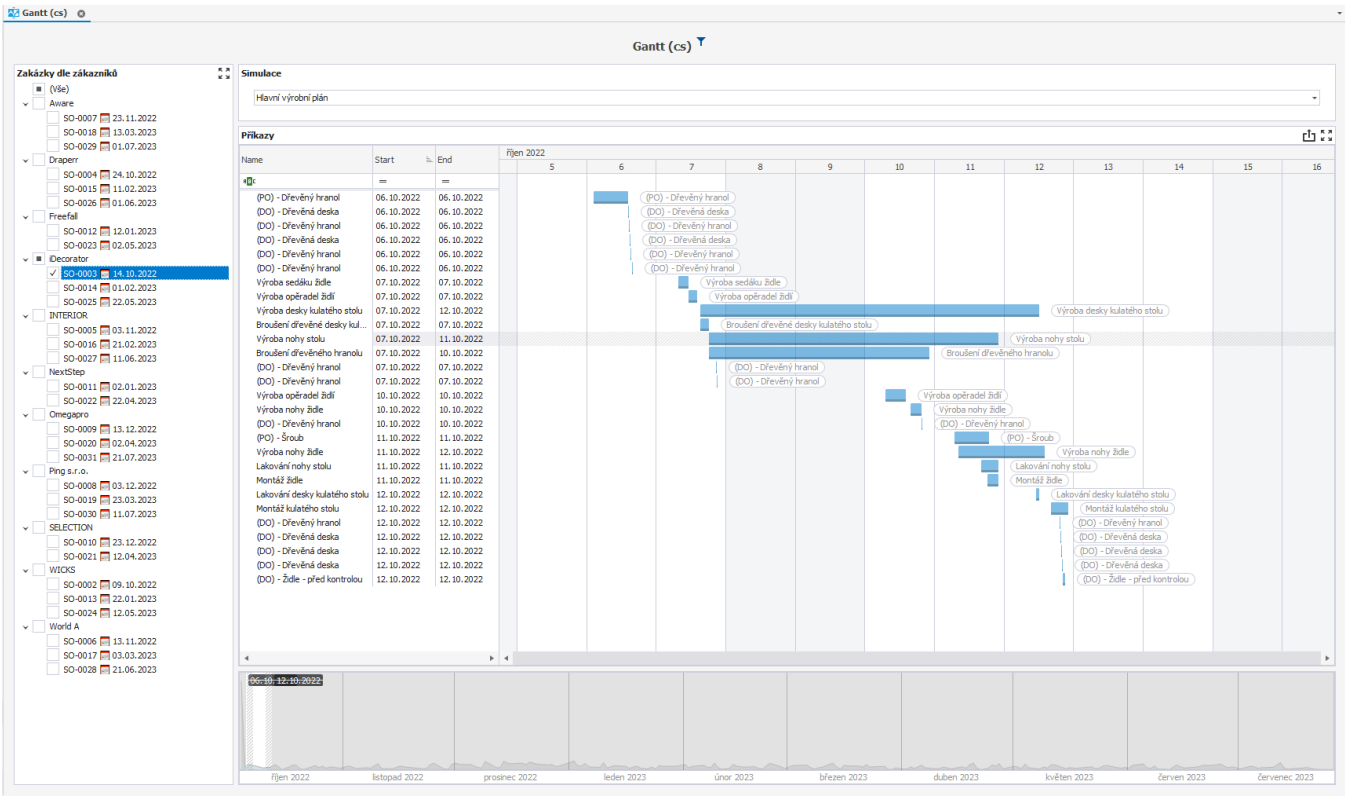 Gantt (cs)
Gantt (cs)
Zakázky dle zákazníků
(Vše)
Aware
SO-0007 23.11.2022
SO-0018 13.03.2023
SO-0029 01.07.2023
Draperr
SO-0004 24.10.2022
SO-0015 11.02.2023
SO-0026 01.06.2023
Freefall
SO-0012 12.01.2023
SO-0023 02.05.2023
iDecorator
SO-0003 14.10.2022
SO-0014 01.02.2023
SO-0025 22.05.2023
INTERIOR
SO-0005 03.11.2022
SO-0016 21.02.2023
SO-0027 11.06.2023
NextStep
SO-0011 02.01.2023
SO-0022 22.04.2023
Omegapro
SO-0009 13.12.2022
SO-0020 02.04.2023
SO-0031 21.07.2023
Ping s.r.o.
SO-0008 03.12.2022
SO-0019 23.03.2023
SO-0030 11.07.2023
SELECTION
SO-0010 23.12.2022
SO-0021 12.04.2023
WICKS
SO-0002 09.10.2022
SO-0013 22.01.2023
SO-0024 12.05.2023
World A
SO-0006 13.11.2022
SO-0017 03.03.2023
SO-0028 21.06.2023
Simulace
Hlavní výrobní plán
Příkazy
Name Start End
říjen 2022
5 6 7 8 9 10 11 12 13 14 15 16
= =
(PO) - Dřevěný hranol 06.10.2022 06.10.2022 (PO) - Dřevěný hranol
(DO) - Dřevěná deska 06.10.2022 06.10.2022 (DO) - Dřevěná deska
(DO) - Dřevěný hranol 06.10.2022 06.10.2022 (DO) - Dřevěný hranol
(DO) - Dřevěná deska 06.10.2022 06.10.2022 (DO) - Dřevěná deska
(DO) - Dřevěný hranol 06.10.2022 06.10.2022 (DO) - Dřevěný hranol
(DO) - Dřevěný hranol 06.10.2022 06.10.2022 (DO) - Dřevěný hranol
Výroba sedáku židle 07.10.2022 07.10.2022 Výroba sedáku židle
Výroba opěradel židlí 07.10.2022 07.10.2022 Výroba opěradel židlí
Výroba desky kulatého stolu 07.10.2022 12.10.2022 Výroba desky kulatého stolu
Broušení dřevěné desky kul... 07.10.2022 07.10.2022 Broušení dřevěné desky kulatého stolu
Výroba nohy stolu 07.10.2022 11.10.2022 Výroba nohy stolu
Broušení dřevěného hranolu 07.10.2022 10.10.2022 Broušení dřevěného hranolu
(DO) - Dřevěný hranol 07.10.2022 07.10.2022 (DO) - Dřevěný hranol
(DO) - Dřevěný hranol 07.10.2022 07.10.2022 (DO) - Dřevěný hranol
Výroba opěradel židlí 10.10.2022 10.10.2022 Výroba opěradel židlí
Výroba nohy židle 10.10.2022 10.10.2022 Výroba nohy židle
(DO) - Dřevěný hranol 10.10.2022 10.10.2022 (DO) - Dřevěný hranol
(PO) - Šroub 11.10.2022 11.10.2022 (PO) - Šroub
Výroba nohy židle 11.10.2022 12.10.2022 Výroba nohy židle
Lakování nohy stolu 11.10.2022 11.10.2022 Lakování nohy stolu
Montáž židle 11.10.2022 11.10.2022 Montáž židle
Lakování desky kulatého stolu 12.10.2022 12.10.2022 Lakování desky kulatého stolu
Montáž kulatého stolu 12.10.2022 12.10.2022 Montáž kulatého stolu
(DO) - Dřevěný hranol 12.10.2022 12.10.2022 (DO) - Dřevěný hranol
(DO) - Dřevěná deska 12.10.2022 12.10.2022 (DO) - Dřevěná deska
(DO) - Dřevěná deska 12.10.2022 12.10.2022 (DO) - Dřevěná deska
(DO) - Dřevěná deska 12.10.2022 12.10.2022 (DO) - Dřevěná deska
(DO) - Židle - před kontrolou 12.10.2022 12.10.2022 (DO) - Židle - před kontrolou
06.10.-12.10.2022
říjen 2022 listopad 2022 prosinec 2022 leden 2023 únor 2023 březen 2023 duben 2023 květen 2023 červen 2023 červenec 2023